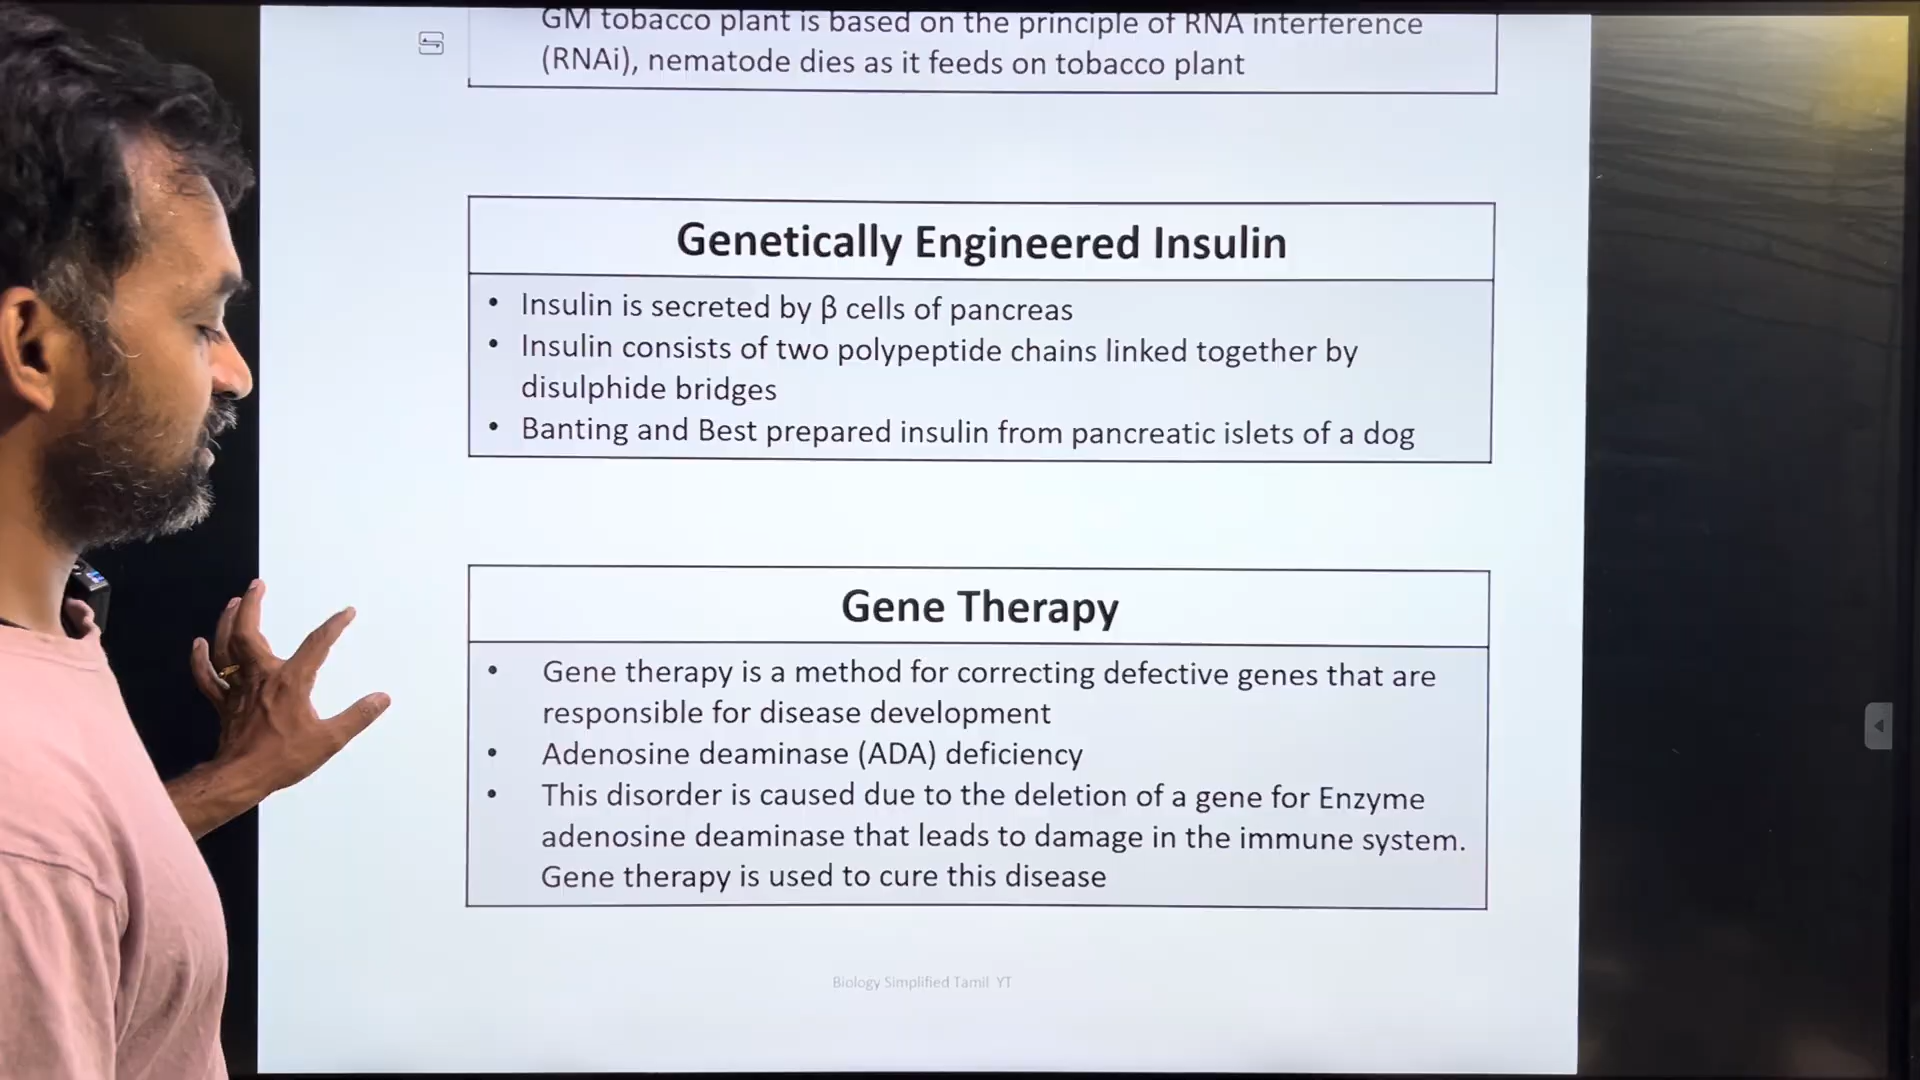 GM tobacco plant is based on the principle of RNA interference
(RNAi), nematode dies as it feeds on tobacco plant
Genetically Engineered Insulin
• Insulin is secreted by β cells of pancreas
• Insulin consists of two polypeptide chains linked together by
disulphide bridges
• Banting and Best prepared insulin from pancreatic islets of a dog
Gene Therapy
• Gene therapy is a method for correcting defective genes that are
responsible for disease development
• Adenosine deaminase (ADA) deficiency
• This disorder is caused due to the deletion of a gene for Enzyme
adenosine deaminase that leads to damage in the immune system.
Gene therapy is used to cure this disease
Biology Simplified Tamil YT